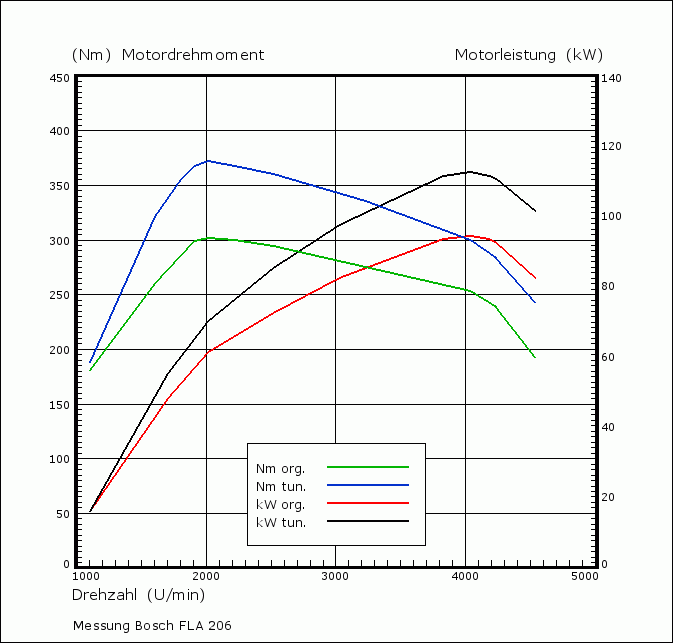 (Nm) Motordrehmoment
Motorleistung (kW)
450
400
350
300
250
200
150
100
50
0
140
120
100
80
60
40
20
0
Nm org.
Nm tun.
kW org.
kW tun.
1000 2000 3000 4000 5000
Drehzahl (U/min)
Messung Bosch FLA 206